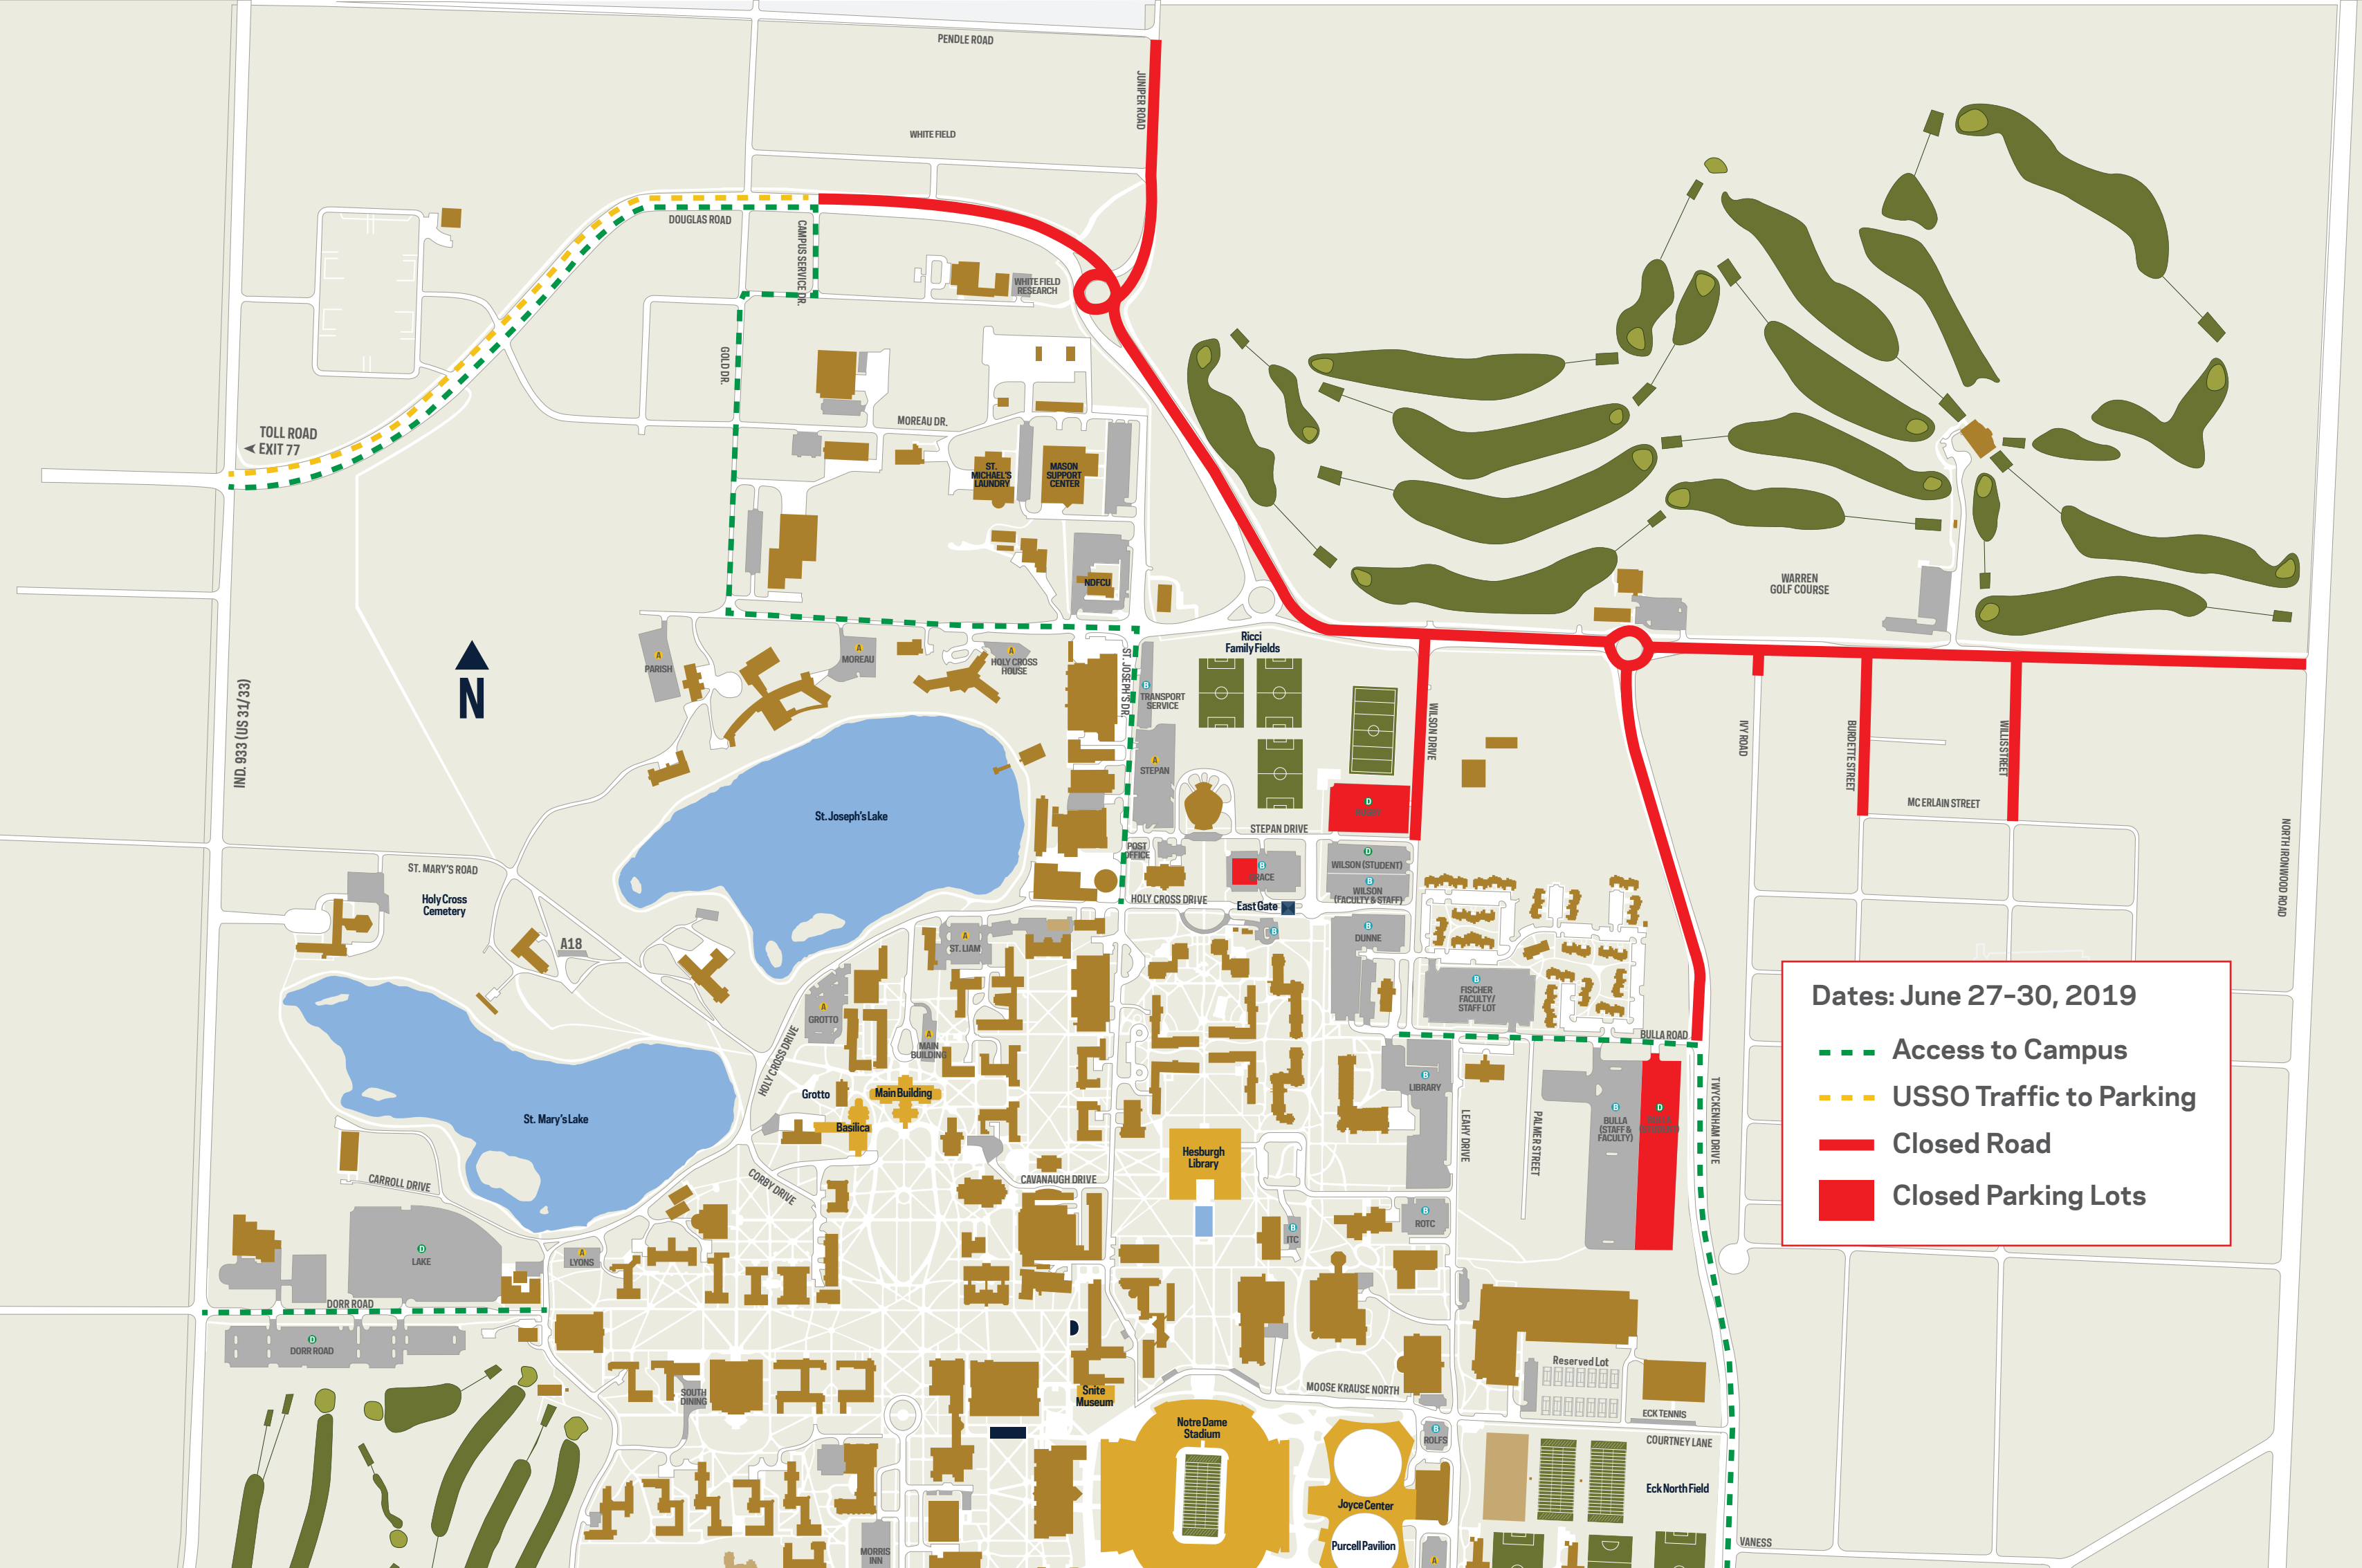 PENDLE ROAD
JUNIPER ROAD
WHITE FIELD
DOUGLAS ROAD
CAMPUS SERVICE DR.
WHITE FIELD
RESEARCH
GOLD DR.
MOREAU DR.
TOLL ROAD
EXIT 77
ST.
MICHAEL'S
LAUNDRY
MASON
SUPPORT
CENTER
NDFCU
WARREN
GOLF COURSE
N
IND. 933 (US 31/33)
A
PARISH
A
MOREAU
A
HOLY CROSS
HOUSE
ST. JOSEPH'S DR.
Ricci
Family Fields
B
TRANSPORT
SERVICE
A
STEPAN
WILSON DRIVE
IVY ROAD
BURDETTE STREET
WILLIS STREET
MC ERLAIN STREET
NORTH IRONWOOD ROAD
St. Joseph's Lake
D
STEPAN DRIVE
POST
OFFICE
B
GRACE
D
WILSON (STUDENT)
B
WILSON
(FACULTY & STAFF)
ST. MARY'S ROAD
Holy Cross
Cemetery
HOLY CROSS DRIVE
East Gate
B
A18
A
ST. LIAM
B
DUNNE
B
FISCHER
FACULTY/
STAFF LOT
A
GROTTO
A
MAIN
BUILDING
HOLY CROSS DRIVE
BULLA ROAD
Dates: June 27-30, 2019
Access to Campus
USSO Traffic to Parking
Closed Road
Closed Parking Lots
Grotto
Main Building
Basilica
B
LIBRARY
LEAHY DRIVE
PALMER STREET
B
BULLA
(STAFF &
FACULTY)
D
TWYCKENHAM DRIVE
St. Mary's Lake
CARROLL DRIVE
CORBY DRIVE
CAVANAUGH DRIVE
Hesburgh
Library
B
ROTC
B
ITC
D
LAKE
A
LYONS
DORR ROAD
D
DORR ROAD
SOUTH
DINING
Snite
Museum
MOOSE KRAUSE NORTH
Reserved Lot
ECK TENNIS
COURTNEY LANE
Notre Dame
Stadium
B
ROLFS
Eck North Field
Joyce Center
Purcell Pavilion
A
MORRIS
INN
VANESS